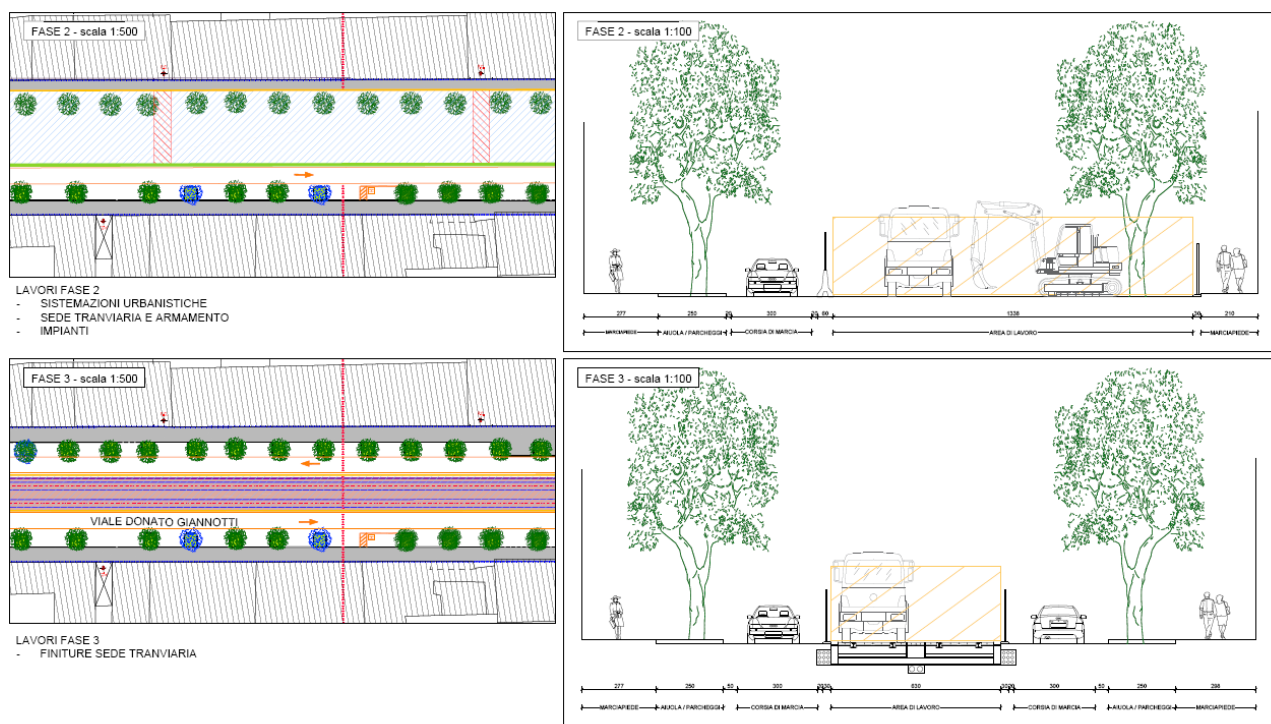 FASE 2 - scala 1:500
FASE 2 - scala 1:100
277 250 300 60 1338 210
MARCIAPIEDE AIUOLA / PARCHEGGI CORSIA DI MARCIA AREA DI LAVORO MARCIAPIEDE
LAVORI FASE 2
- SISTEMAZIONI URBANISTICHE
- SEDE TRANVIARIA E ARMAMENTO
- IMPIANTI
FASE 3 - scala 1:500
VIALE DONATO GIANNOTTI
FASE 3 - scala 1:100
277 250 50 300 630 300 50 250 298
MARCIAPIEDE AIUOLA / PARCHEGGI CORSIA DI MARCIA AREA DI LAVORO CORSIA DI MARCIA AIUOLA / PARCHEGGI MARCIAPIEDE
LAVORI FASE 3
- FINITURE SEDE TRANVIARIA